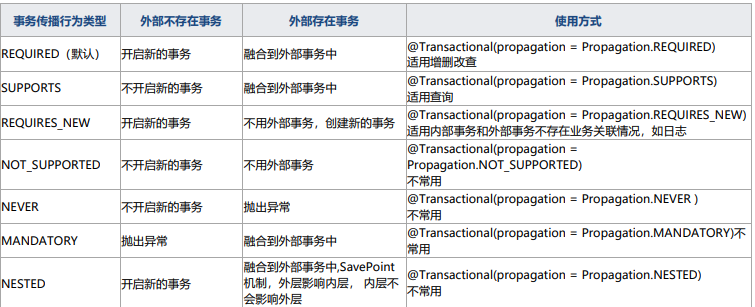 事务传播行为类型 外部不存在事务 外部存在事务 使用方式
REQUIRED（默认） 开启新的事务 融合到外部事务中 @Transactional(propagation = Propagation.REQUIRED)
适用增删改查
SUPPORTS 不开启新的事务 融合到外部事务中 @Transactional(propagation = Propagation.SUPPORTS)
适用查询
REQUIRES_NEW 开启新的事务 不用外部事务，创建新的事务 @Transactional(propagation = Propagation.REQUIRES_NEW)
适用内部事务和外部事务不存在业务关联情况，如日志
NOT_SUPPORTED 不开启新的事务 不用外部事务 @Transactional(propagation =
Propagation.NOT_SUPPORTED)
不常用
NEVER 不开启新的事务 抛出异常 @Transactional(propagation = Propagation.NEVER )
不常用
MANDATORY 抛出异常 融合到外部事务中 @Transactional(propagation = Propagation.MANDATORY)不
常用
NESTED 开启新的事务 融合到外部事务中,SavePoint
机制，外层影响内层， 内层不
会影响外层 @Transactional(propagation = Propagation.NESTED)
不常用